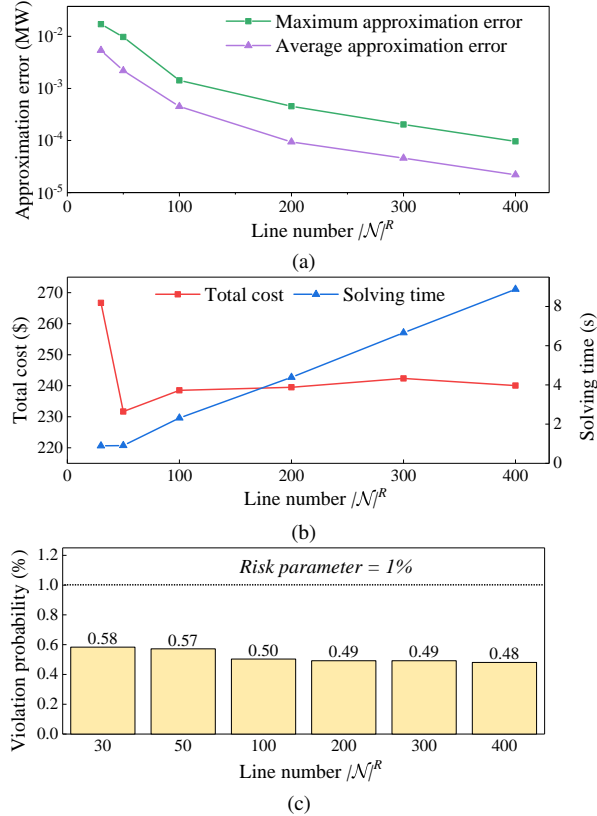 Approximation error (MW)
10⁻²
10⁻³
10⁻⁴
10⁻⁵
Maximum approximation error
Average approximation error
0 100 200 300 400
Line number |𝒩|ᴿ
(a)
Total cost ($)
270
260
250
240
230
220
Total cost
Solving time
8
6
4
2
0
Solving time (s)
0 100 200 300 400
Line number |𝒩|ᴿ
(b)
Violation probability (%)
1.2
1.0
0.8
0.6
0.4
0.2
0.0
Risk parameter = 1%
0.58 0.57 0.50 0.49 0.49 0.48
30 50 100 200 300 400
Line number |𝒩|ᴿ
(c)